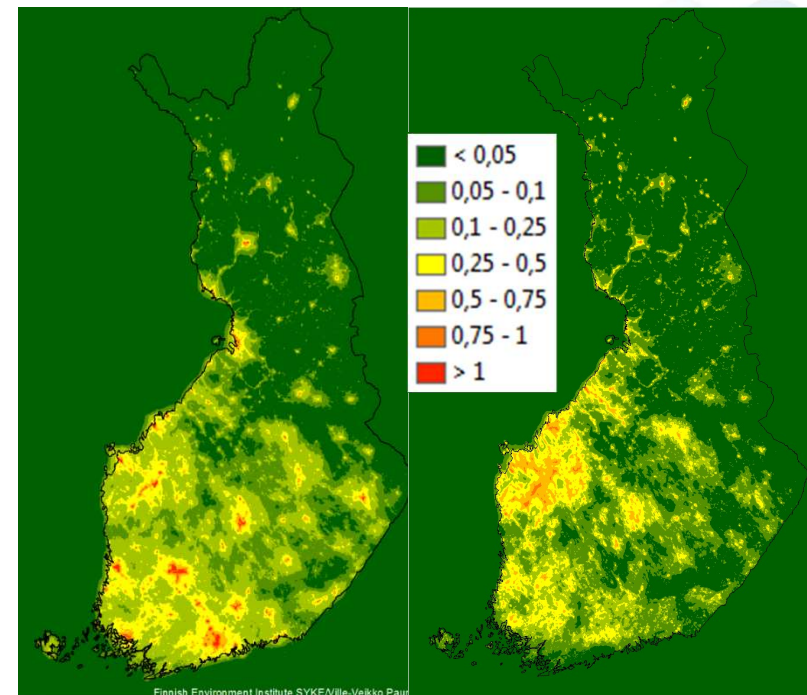 < 0,05
0,05 - 0,1
0,1 - 0,25
0,25 - 0,5
0,5 - 0,75
0,75 - 1
> 1
Finnish Environment Institute SYKE/Ville-Veikko